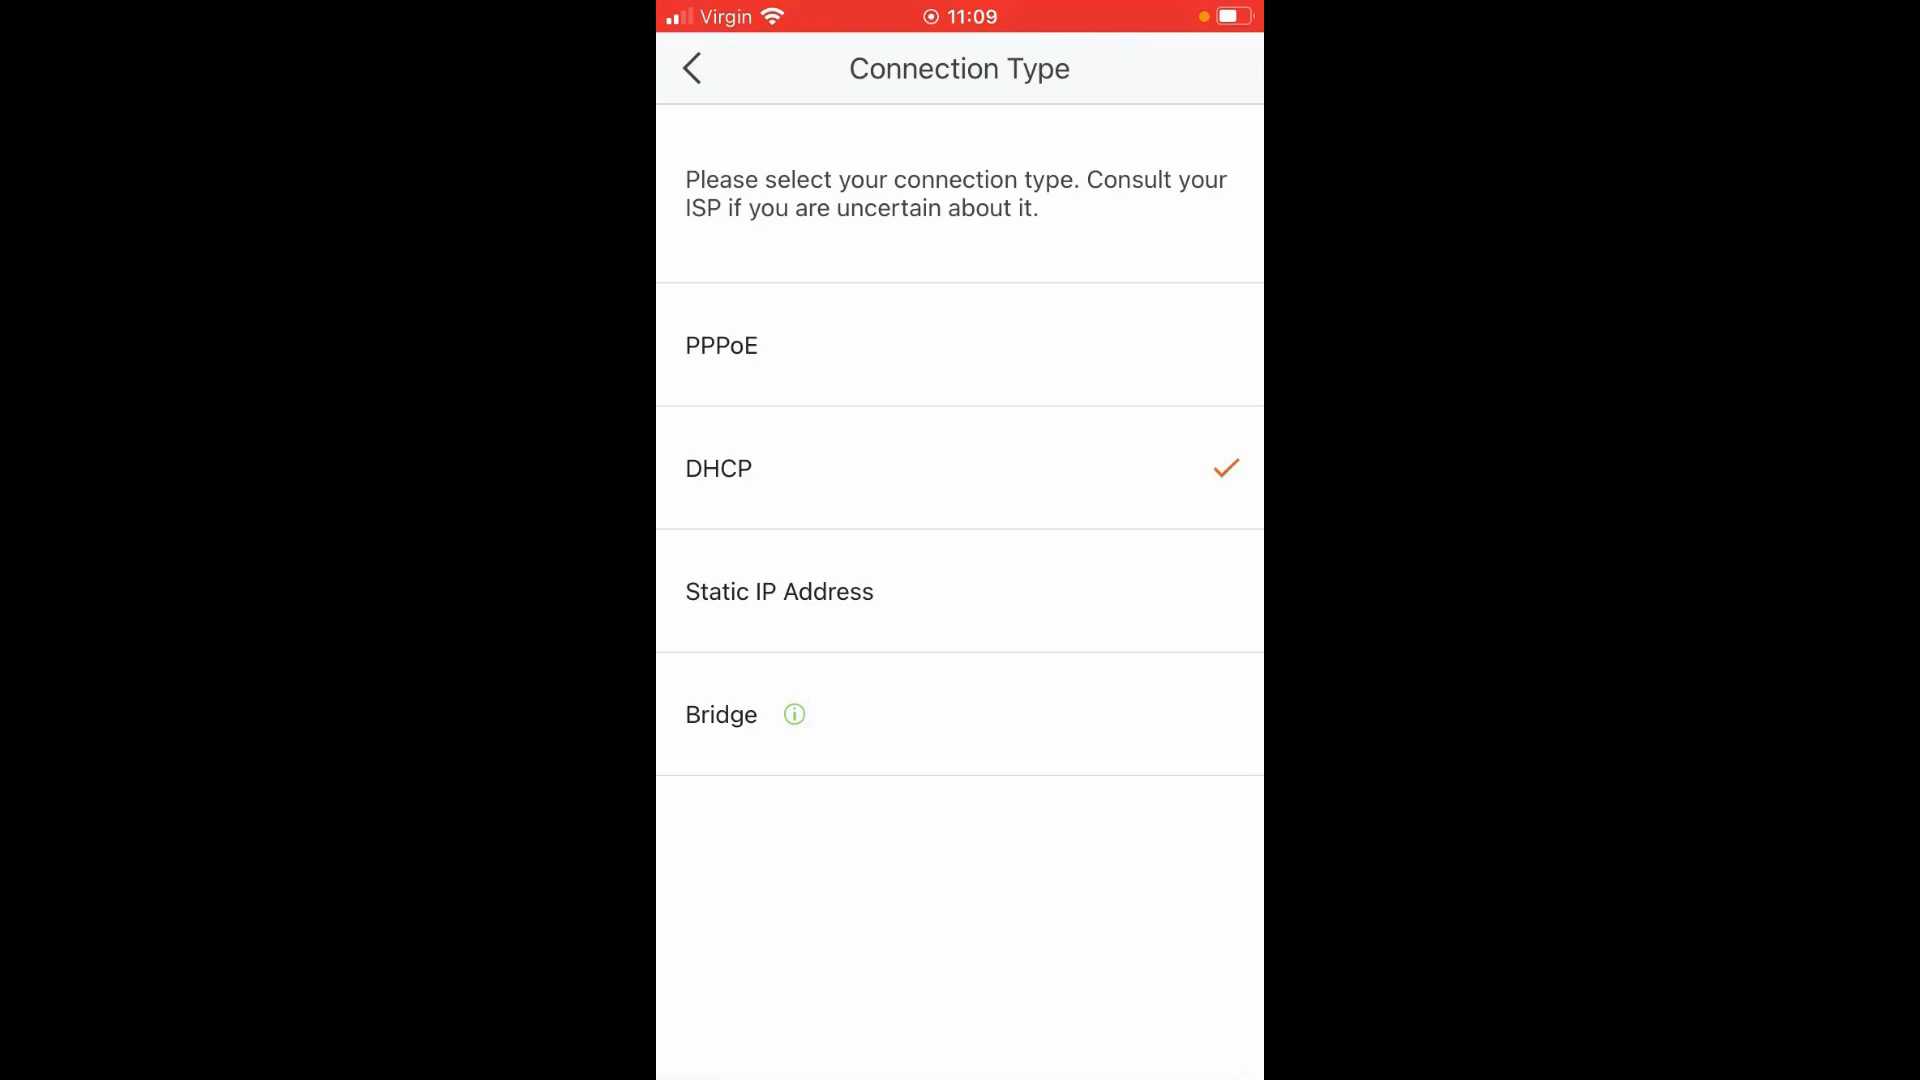 Virgin 11:09
Connection Type
Please select your connection type. Consult your
ISP if you are uncertain about it.
PPPoE
DHCP
Static IP Address
Bridge